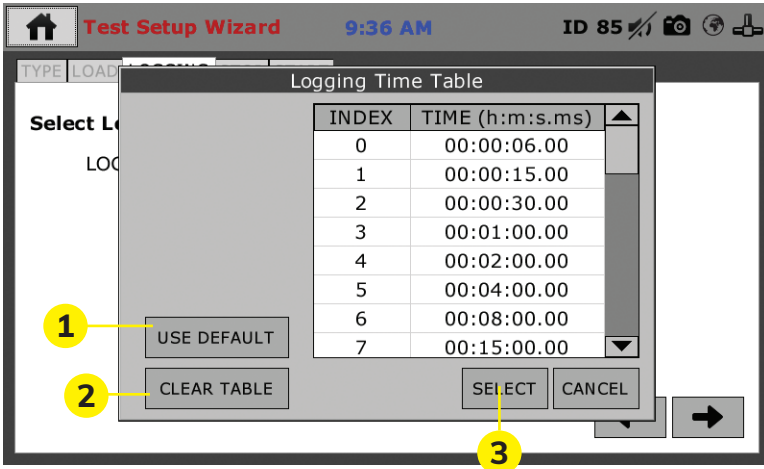 Test Setup Wizard 9:36 AM ID 85
TYPE LOAD LOGGING
Logging Time Table
Select Lo
LOG
INDEX TIME (h:m:s.ms)
0 00:00:06.00
1 00:00:15.00
2 00:00:30.00
3 00:01:00.00
4 00:02:00.00
5 00:04:00.00
6 00:08:00.00
7 00:15:00.00
1
USE DEFAULT
2
CLEAR TABLE
SELECT CANCEL
3